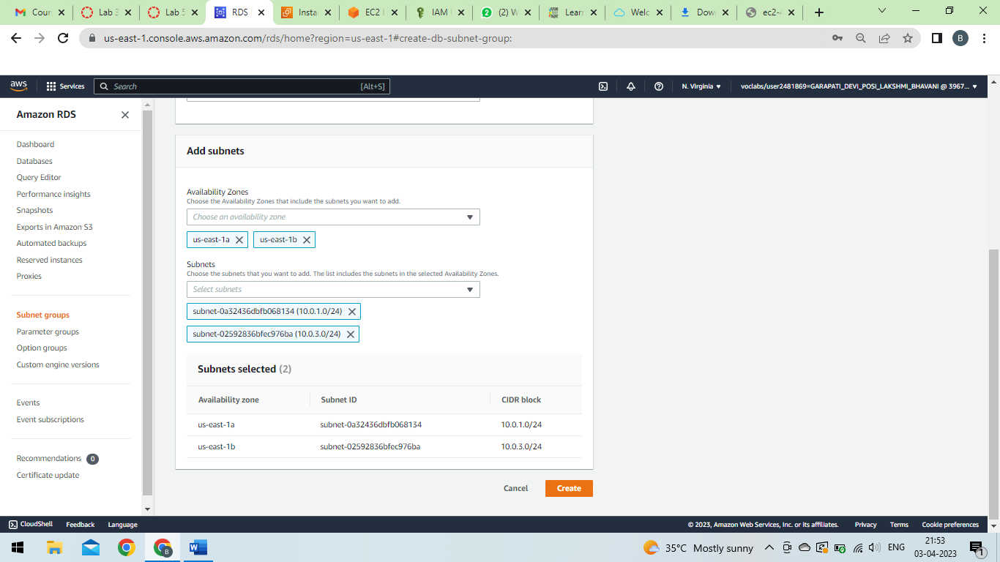 Cour
Lab 3
Lab 5
RDS
Insta
EC2
IAM
(2) W
Lear
Welc
Dow
ec2-
us-east-1.console.aws.amazon.com/rds/home?region=us-east-1#create-db-subnet-group:
B
aws
Services
Search
[Alt+S]
N. Virginia
voclabs/user2481869=GARAPATI_DEVI_POSI_LAKSHMI_BHAVANI @ 3967...
Amazon RDS
Dashboard
Databases
Query Editor
Performance insights
Snapshots
Exports in Amazon S3
Automated backups
Reserved instances
Proxies
Subnet groups
Parameter groups
Option groups
Custom engine versions
Events
Event subscriptions
Recommendations 0
Certificate update
Add subnets
Availability Zones
Choose the Availability Zones that include the subnets you want to add.
Choose an availability zone
us-east-1a
us-east-1b
Subnets
Choose the subnets that you want to add. The list includes the subnets in the selected Availability Zones.
Select subnets
subnet-0a32436dbfb068134 (10.0.1.0/24)
subnet-02592836bfec976ba (10.0.3.0/24)
Subnets selected (2)
Availability zone Subnet ID CIDR block
us-east-1a subnet-0a32436dbfb068134 10.0.1.0/24
us-east-1b subnet-02592836bfec976ba 10.0.3.0/24
Cancel
Create
CloudShell
Feedback
Language
© 2023, Amazon Web Services, Inc. or its affiliates.
Privacy
Terms
Cookie preferences
35°C Mostly sunny
ENG
21:53
03-04-2023
1